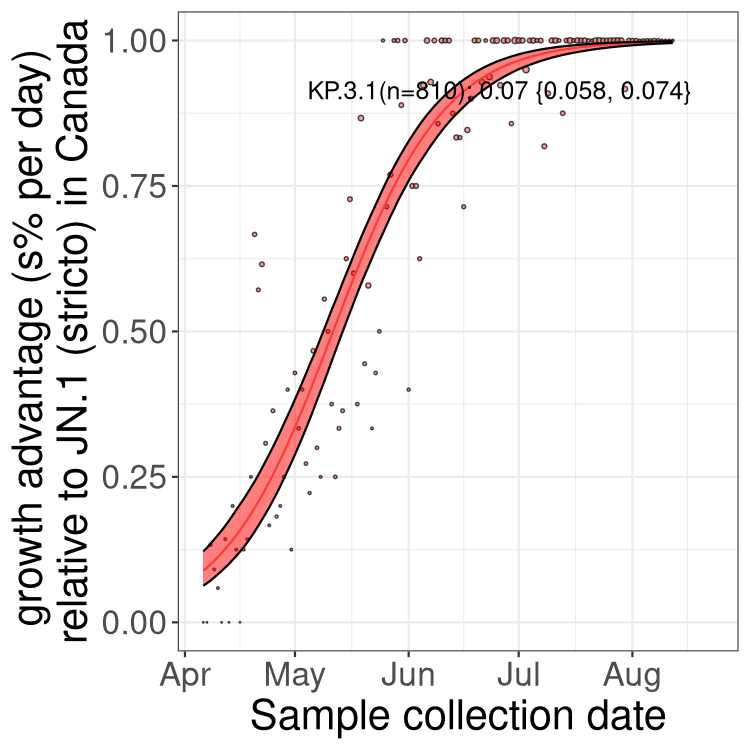 growth advantage (s% per day)
relative to JN.1 (stricto) in Canada
1.00
0.75
0.50
0.25
0.00
KP.3.1(n=810): 0.07 {0.058, 0.074}
Apr May Jun Jul Aug
Sample collection date